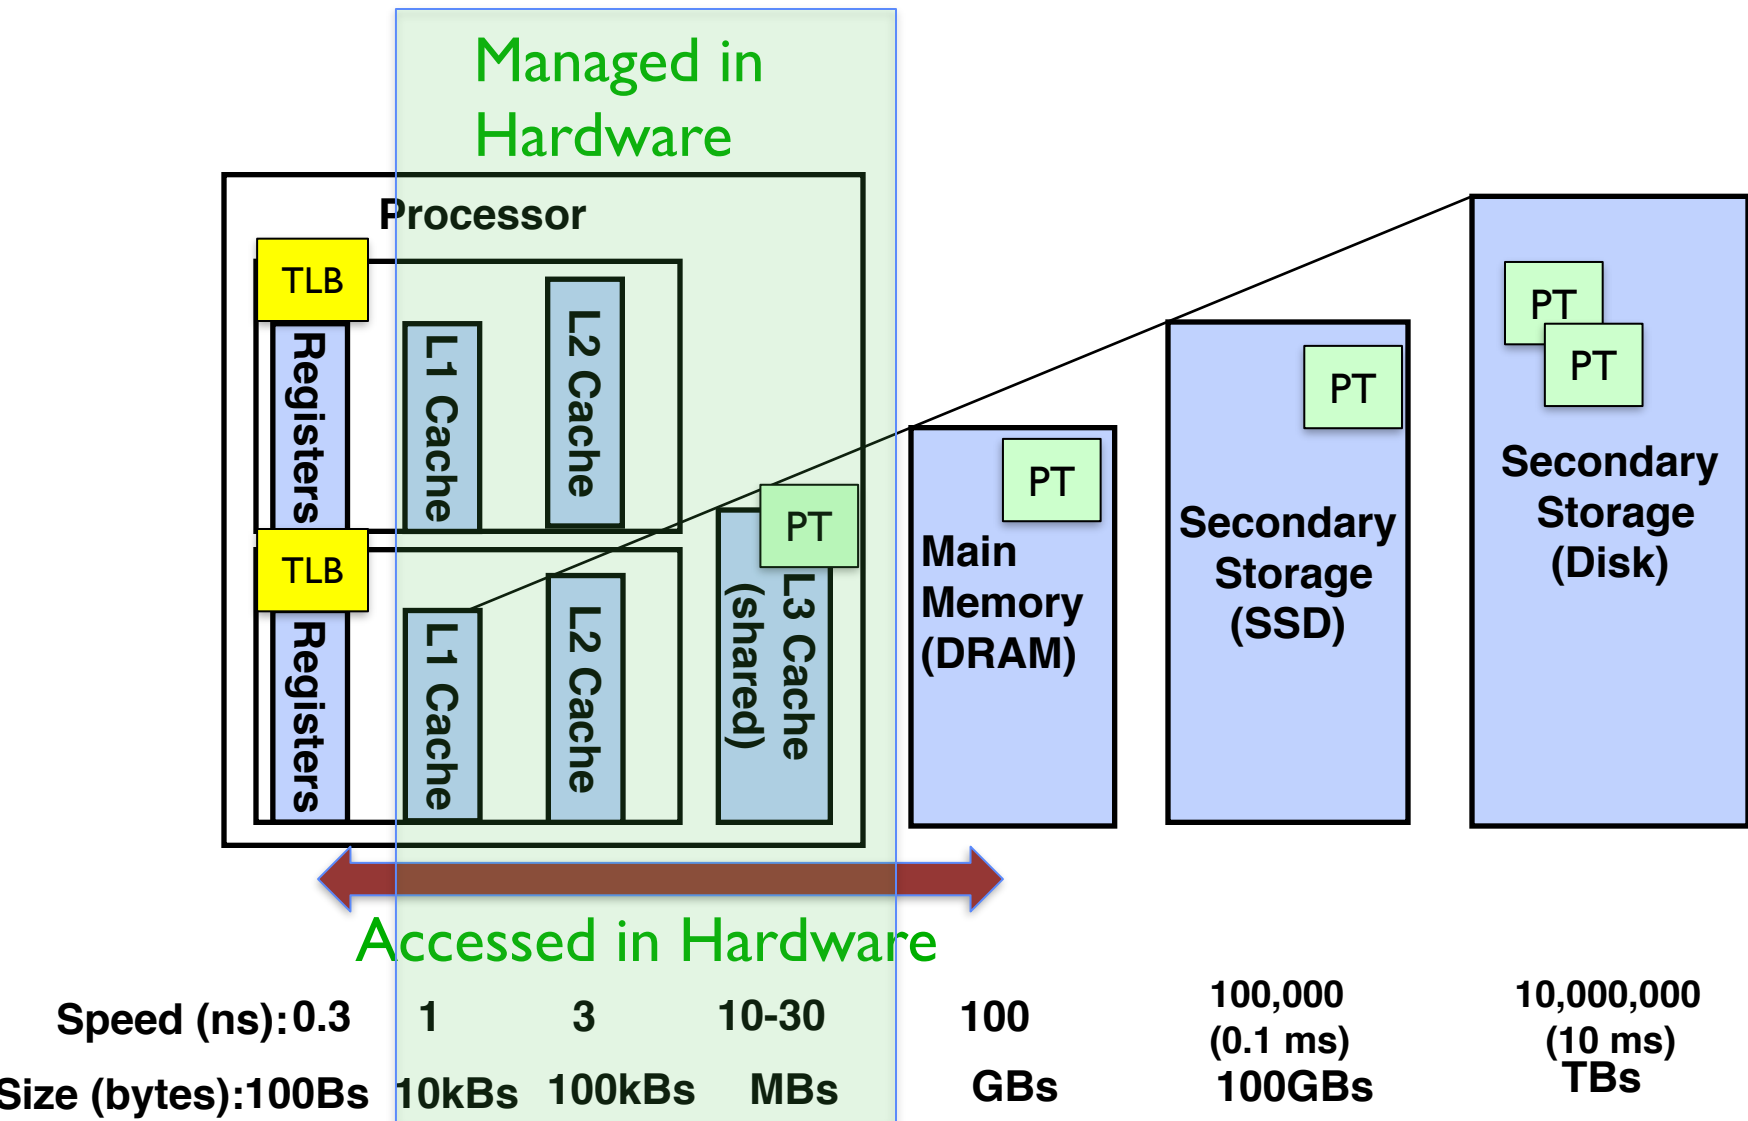 Managed in
Hardware
Processor
TLB
Registers
L1 Cache
L2 Cache
TLB
Registers
L1 Cache
L2 Cache
PT
L3 Cache
(shared)
PT
Main
Memory
(DRAM)
PT
Secondary
Storage
(SSD)
PT
PT
Secondary
Storage
(Disk)
Accessed in Hardware
Speed (ns): 0.3 1 3 10-30 100 100,000 10,000,000
(0.1 ms) (10 ms)
Size (bytes): 100Bs 10kBs 100kBs MBs GBs 100GBs TBs